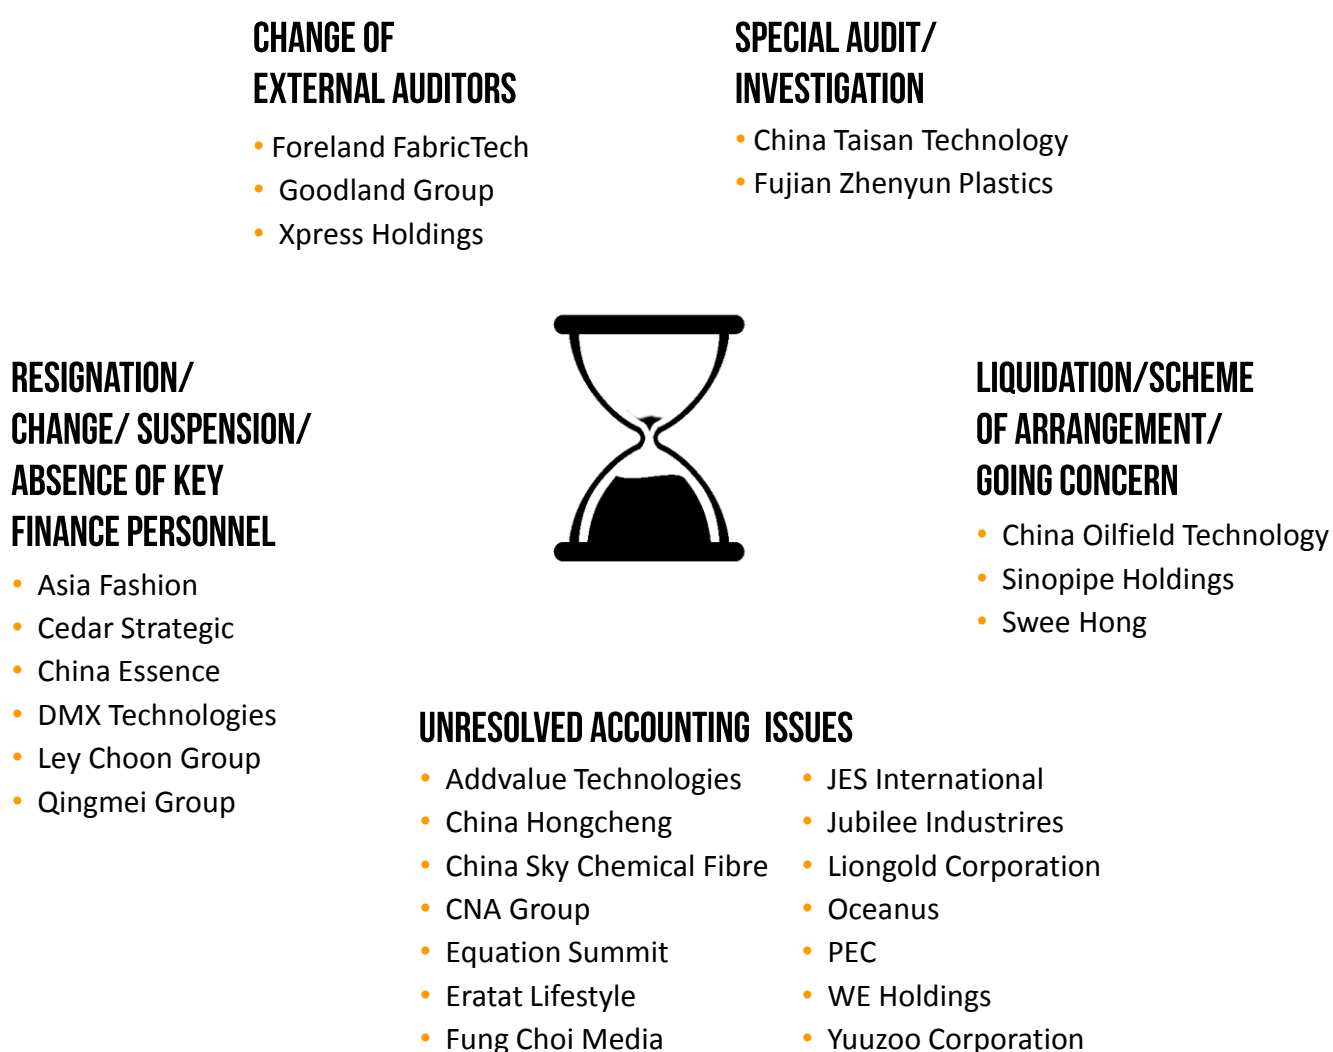 CHANGE OF
EXTERNAL AUDITORS
• Foreland FabricTech
• Goodland Group
• Xpress Holdings
SPECIAL AUDIT/
INVESTIGATION
• China Taisan Technology
• Fujian Zhenyun Plastics
RESIGNATION/
CHANGE/ SUSPENSION/
ABSENCE OF KEY
FINANCE PERSONNEL
• Asia Fashion
• Cedar Strategic
• China Essence
• DMX Technologies
• Ley Choon Group
• Qingmei Group
LIQUIDATION/SCHEME
OF ARRANGEMENT/
GOING CONCERN
• China Oilfield Technology
• Sinopipe Holdings
• Swee Hong
UNRESOLVED ACCOUNTING ISSUES
• Addvalue Technologies
• China Hongcheng
• China Sky Chemical Fibre
• CNA Group
• Equation Summit
• Eratat Lifestyle
• Fung Choi Media
• JES International
• Jubilee Industrires
• Liongold Corporation
• Oceanus
• PEC
• WE Holdings
• Yuuzoo Corporation